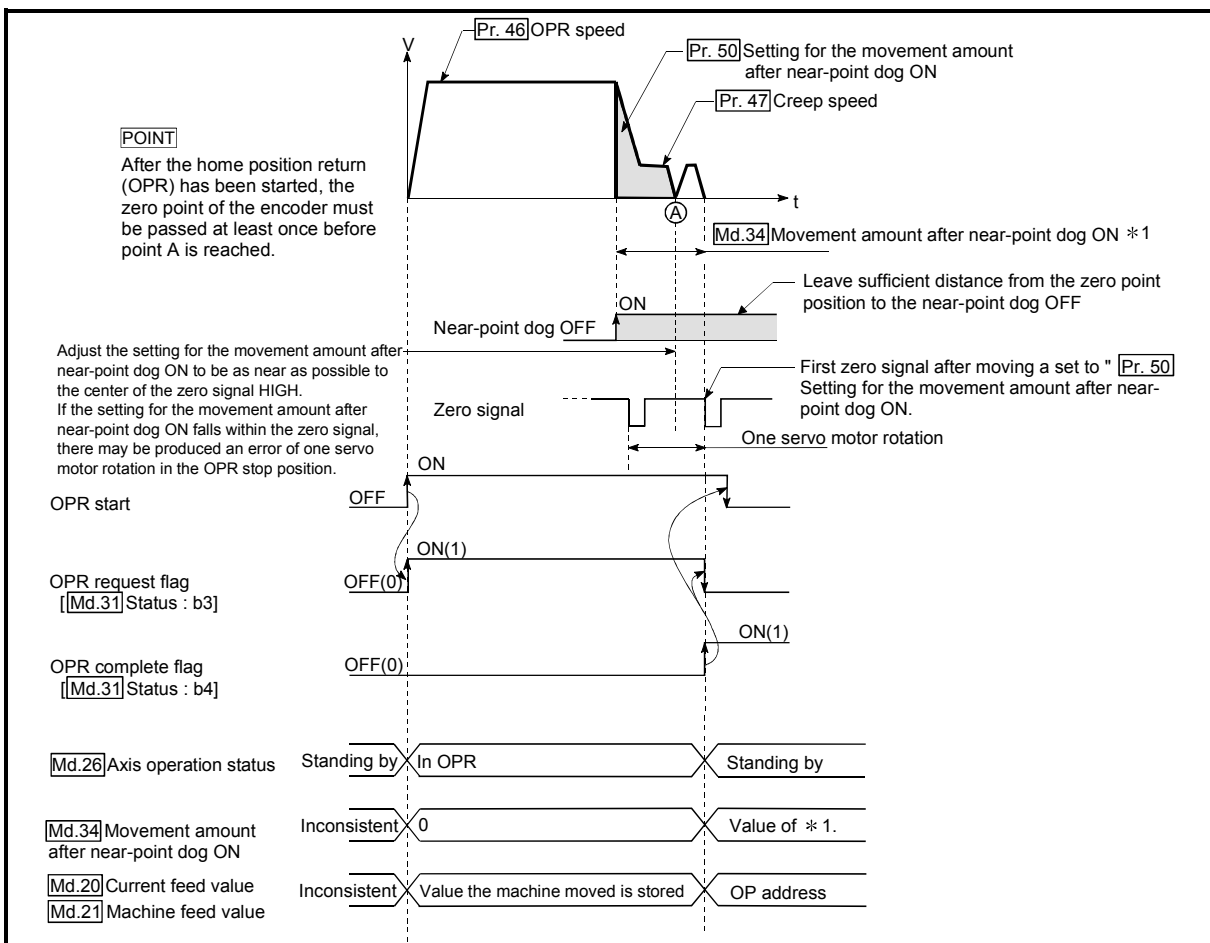 V
Pr. 46 OPR speed
Pr. 50 Setting for the movement amount
after near-point dog ON
Pr. 47 Creep speed
POINT
After the home position return
(OPR) has been started, the
zero point of the encoder must
be passed at least once before
point A is reached.
t
A
Md.34 Movement amount after near-point dog ON *1
Leave sufficient distance from the zero point
position to the near-point dog OFF
ON
Near-point dog OFF
Adjust the setting for the movement amount after
near-point dog ON to be as near as possible to
the center of the zero signal HIGH.
If the setting for the movement amount after
near-point dog ON falls within the zero signal,
there may be produced an error of one servo
motor rotation in the OPR stop position.
First zero signal after moving a set to " Pr. 50
Setting for the movement amount after near-
point dog ON.
Zero signal
One servo motor rotation
ON
OPR start
OFF
ON(1)
OPR request flag
OFF(0)
[Md.31 Status : b3]
ON(1)
OPR complete flag
OFF(0)
[Md.31 Status : b4]
Md.26 Axis operation status
Standing by
In OPR
Standing by
Md.34 Movement amount
after near-point dog ON
Inconsistent
0
Value of *1.
Md.20 Current feed value
Md.21 Machine feed value
Inconsistent
Value the machine moved is stored
OP address